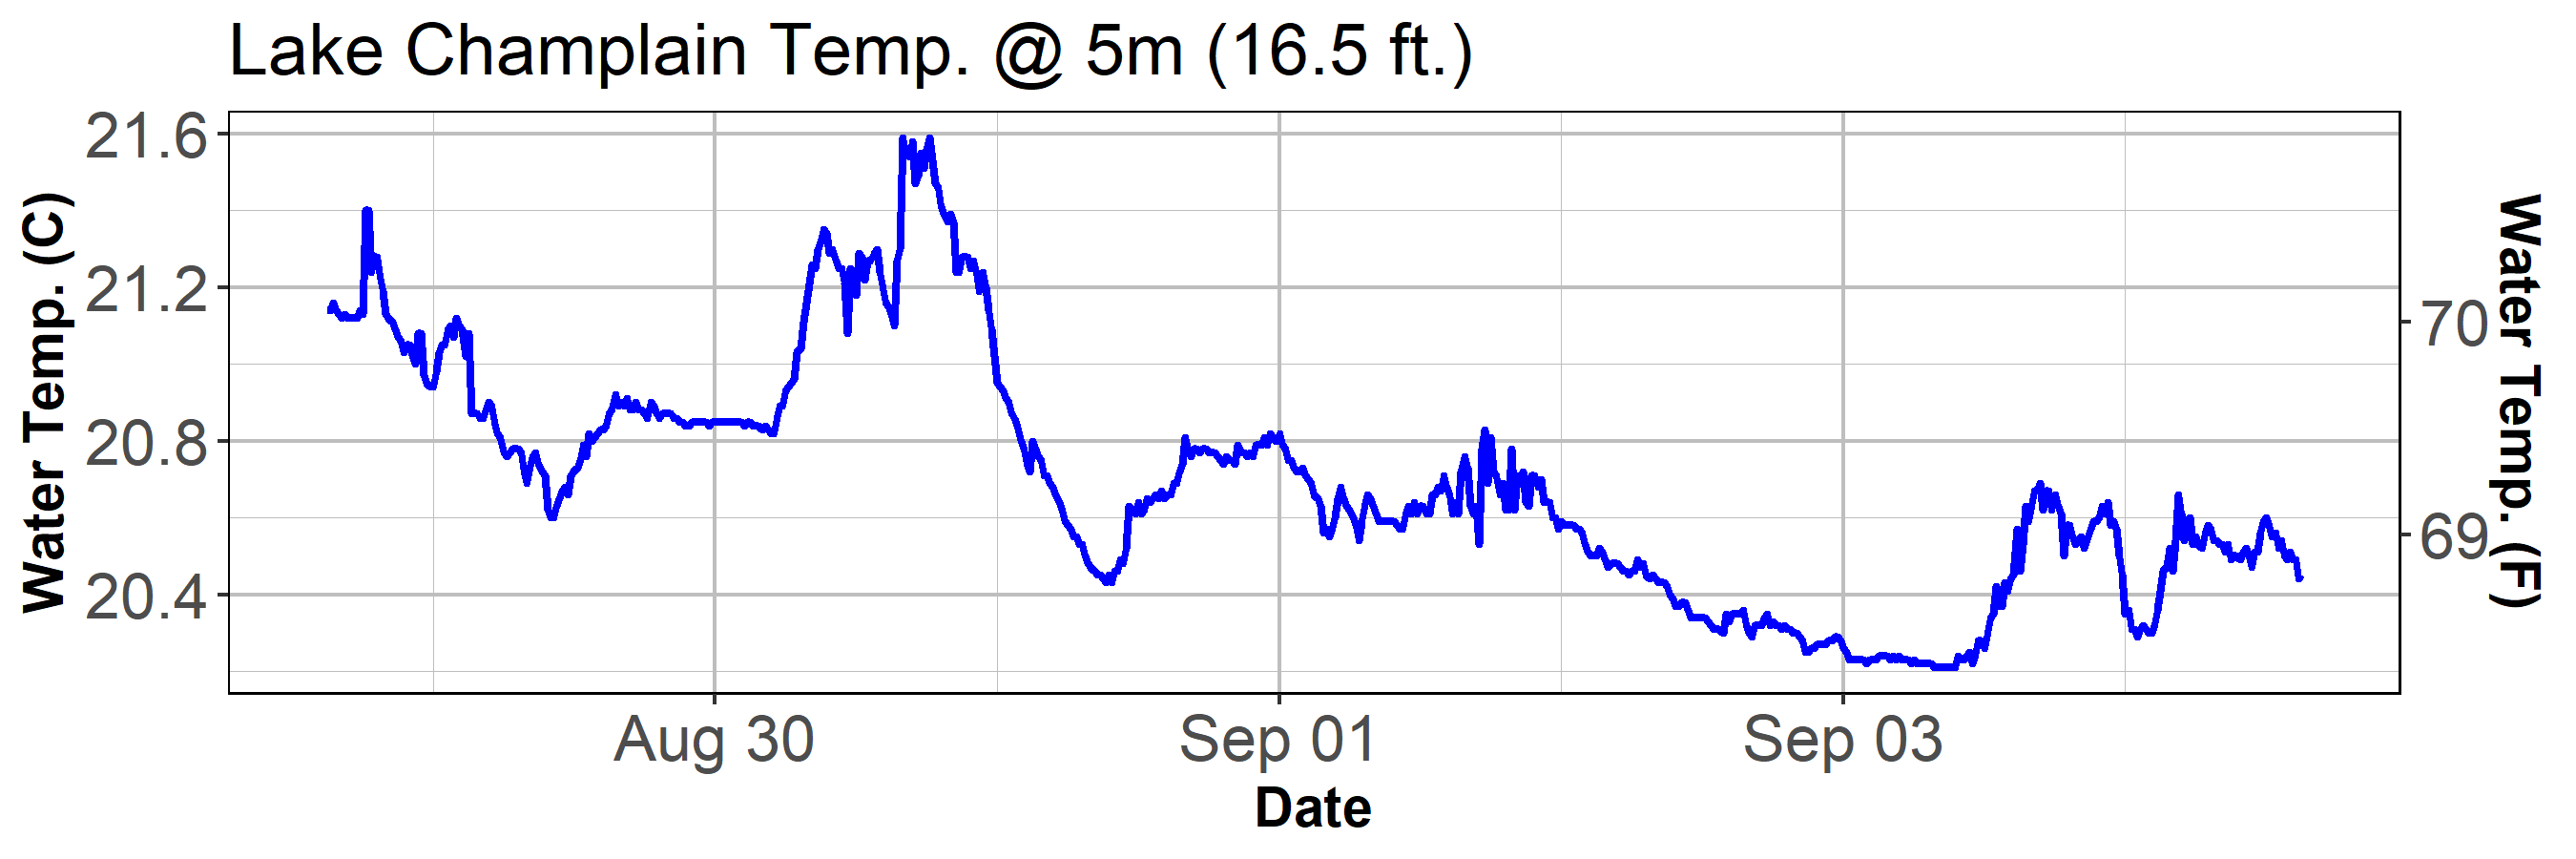 Lake Champlain Temp. @ 5m (16.5 ft.)
Water Temp. (C)
21.6
21.2
20.8
20.4
70
69
Water Temp. (F)
Aug 30
Sep 01
Sep 03
Date